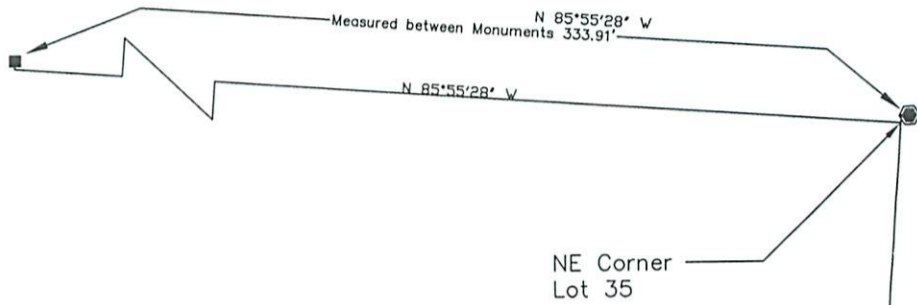 N 85°55'28" W
Measured between Monuments 333.91'
N 85°55'28" W
NE Corner
Lot 35